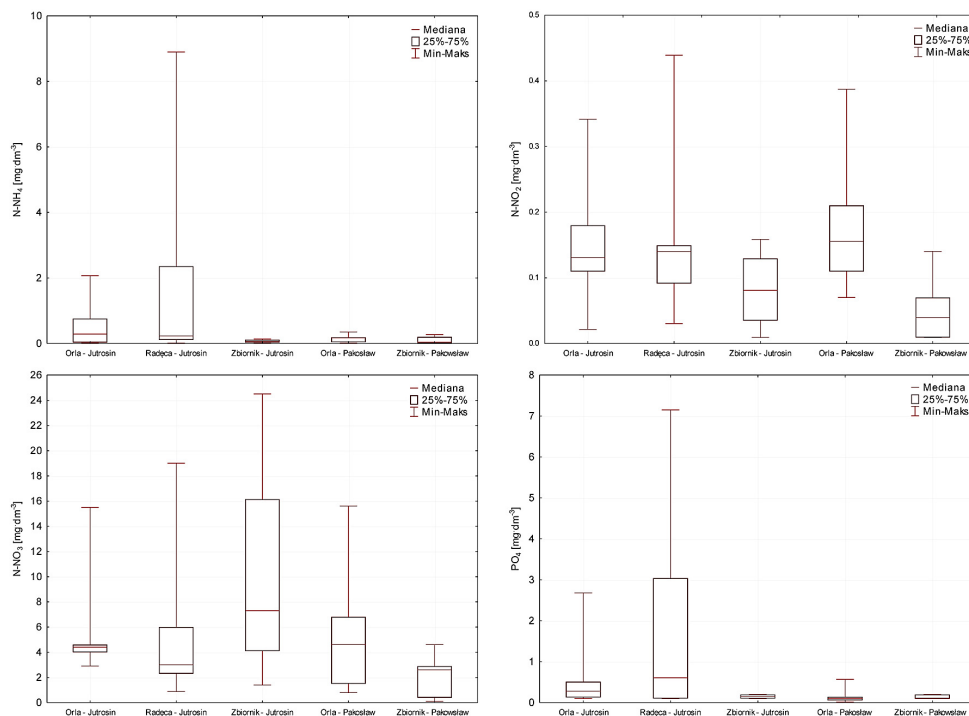 10
8
6
4
2
0
N-NH4 [mg·dm-3]
Mediana
25%-75%
Min-Maks
Orla - Jutrosin
Radęca - Jutrosin
Zbiornik - Jutrosin
Orla - Pakosław
Zbiornik - Pakowsław
0.5
0.4
0.3
0.2
0.1
0.0
N-NO2 [mg·dm-3]
Mediana
25%-75%
Min-Maks
Orla - Jutrosin
Radęca - Jutrosin
Zbiornik - Jutrosin
Orla - Pakosław
Zbiornik - Pakowsław
26
24
22
20
18
16
14
12
10
8
6
4
2
0
N-NO3 [mg·dm-3]
Mediana
25%-75%
Min-Maks
Orla - Jutrosin
Radęca - Jutrosin
Zbiornik - Jutrosin
Orla - Pakosław
Zbiornik - Pakowsław
8
7
6
5
4
3
2
1
0
PO4 [mg·dm-3]
Mediana
25%-75%
Min-Maks
Orla - Jutrosin
Radęca - Jutrosin
Zbiornik - Jutrosin
Orla - Pakosław
Zbiornik - Pakowsław